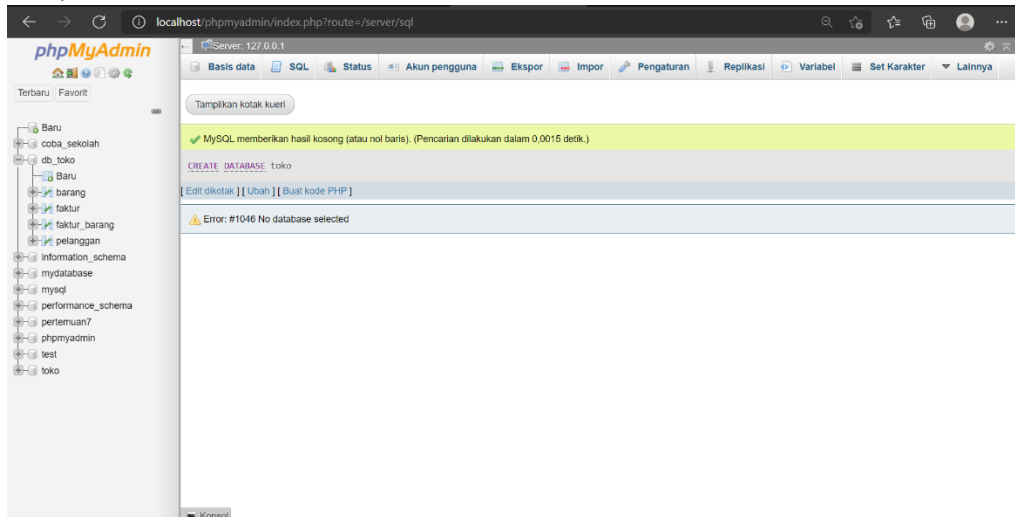 localhost/phpmyadmin/index.php?route=/server/sql
phpMyAdmin
Terbaru Favorit
Baru
coba_sekolah
db_toko
Baru
barang
faktur
faktur_barang
pelanggan
information_schema
mydatabase
mysql
performance_schema
pertemuan7
phpmyadmin
test
toko
Server: 127.0.0.1
Basis data SQL Status Akun pengguna Ekspor Impor Pengaturan Replikasi Variabel Set Karakter Lainnya
Tampilkan kotak kueri
MySQL memberikan hasil kosong (atau nol baris). (Pencarian dilakukan dalam 0,0015 detik.)
CREATE DATABASE toko
[ Edit dikotak ] [ Ubah ] [ Buat kode PHP ]
Error: #1046 No database selected
Konsol